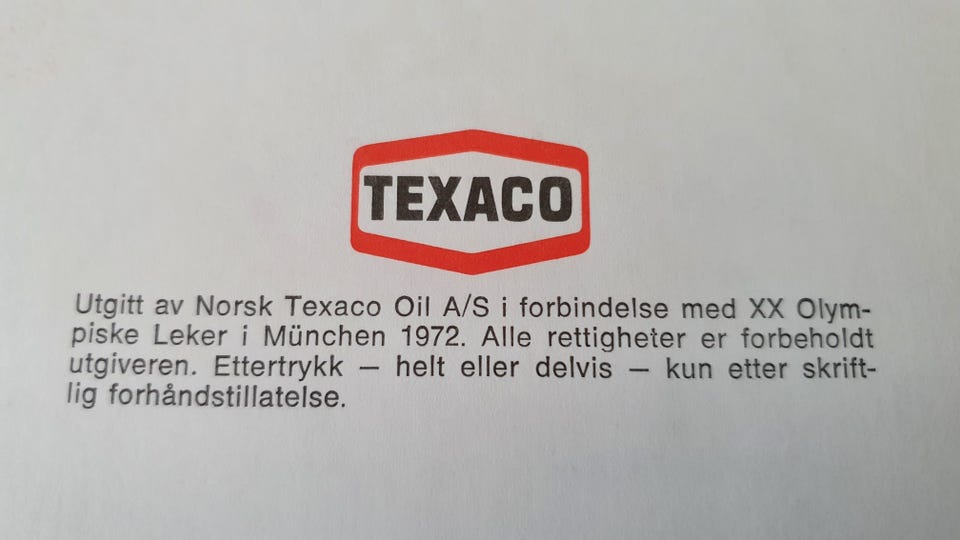 TEXACO
Utgitt av Norsk Texaco Oil A/S i forbindelse med XX Olym-
piske Leker i München 1972. Alle rettigheter er forbeholdt
utgiveren. Ettertrykk — helt eller delvis — kun etter skrift-
lig forhåndstillatelse.